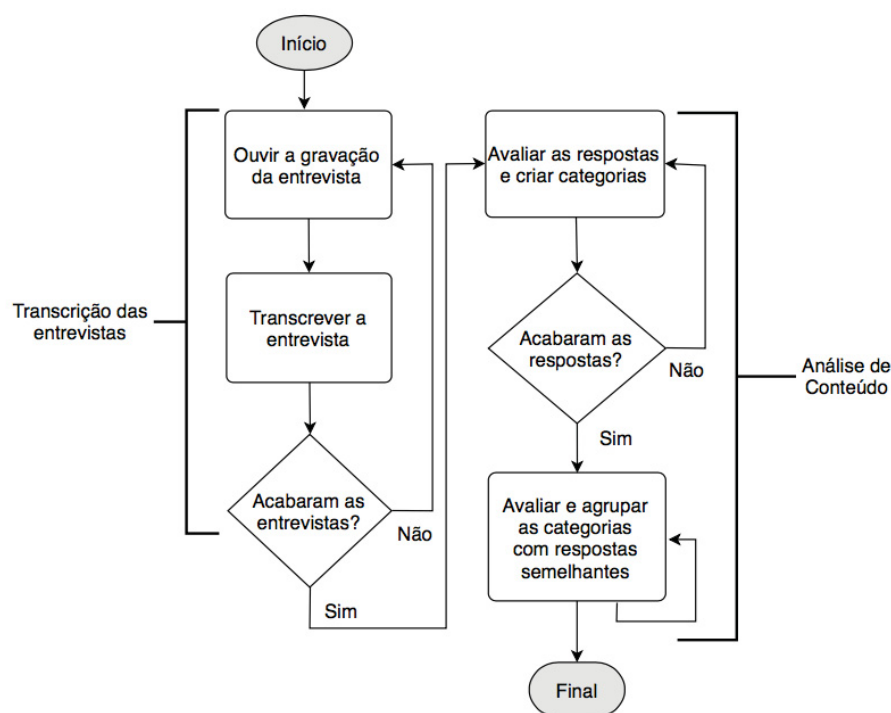 Início
Ouvir a gravação
da entrevista
Transcrever a
entrevista
Acabaram as
entrevistas?
Não
Sim
Transcrição das
entrevistas
Avaliar as respostas
e criar categorias
Acabaram as
respostas?
Não
Sim
Avaliar e agrupar
as categorias
com respostas
semelhantes
Final
Análise de
Conteúdo